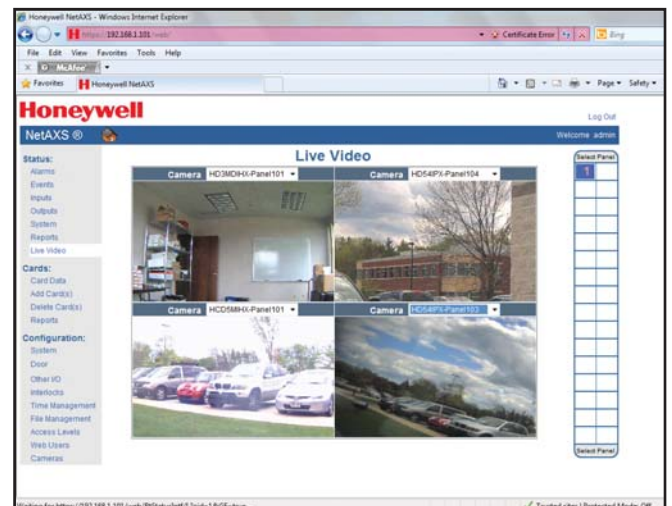 Honeywell NetAXS - Windows Internet Explorer
192.168.1.101/web/
Certificate Error
Bing
File Edit View Favorites Tools Help
McAfee
Favorites Honeywell NetAXS
Page Safety
Honeywell
Log Out
NetAXS ®
Welcome admin
Live Video
Status:
Alarms
Events
Inputs
Outputs
System
Reports
Live Video
Cards:
Card Data
Add Card(s)
Delete Card(s)
Reports
Configuration:
System
Door
Other I/O
Interlocks
Time Management
File Management
Access Levels
Web Users
Cameras
Camera HD3MDIHX-Panel101
Camera HD54IPX-Panel104
Camera HCD5MIHX-Panel101
Camera HD54IPX-Panel103
Select Panel
1
Select Panel